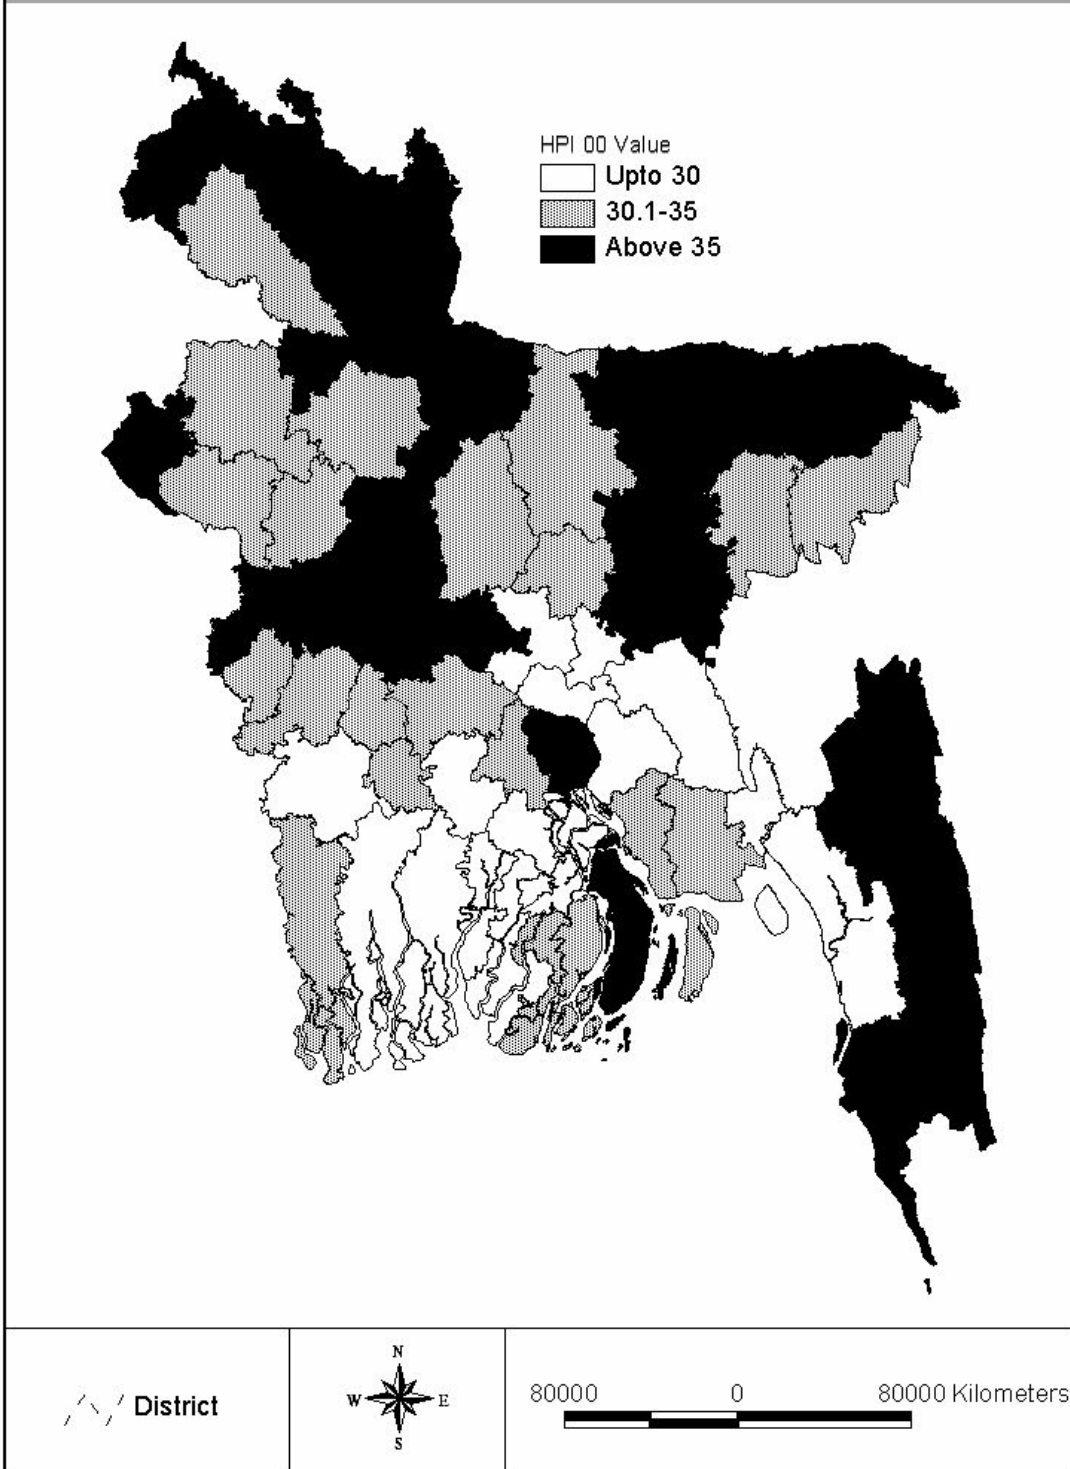 HPI 00 Value
Upto 30
30.1-35
Above 35
District
N
W E
S
80000 0 80000 Kilometers